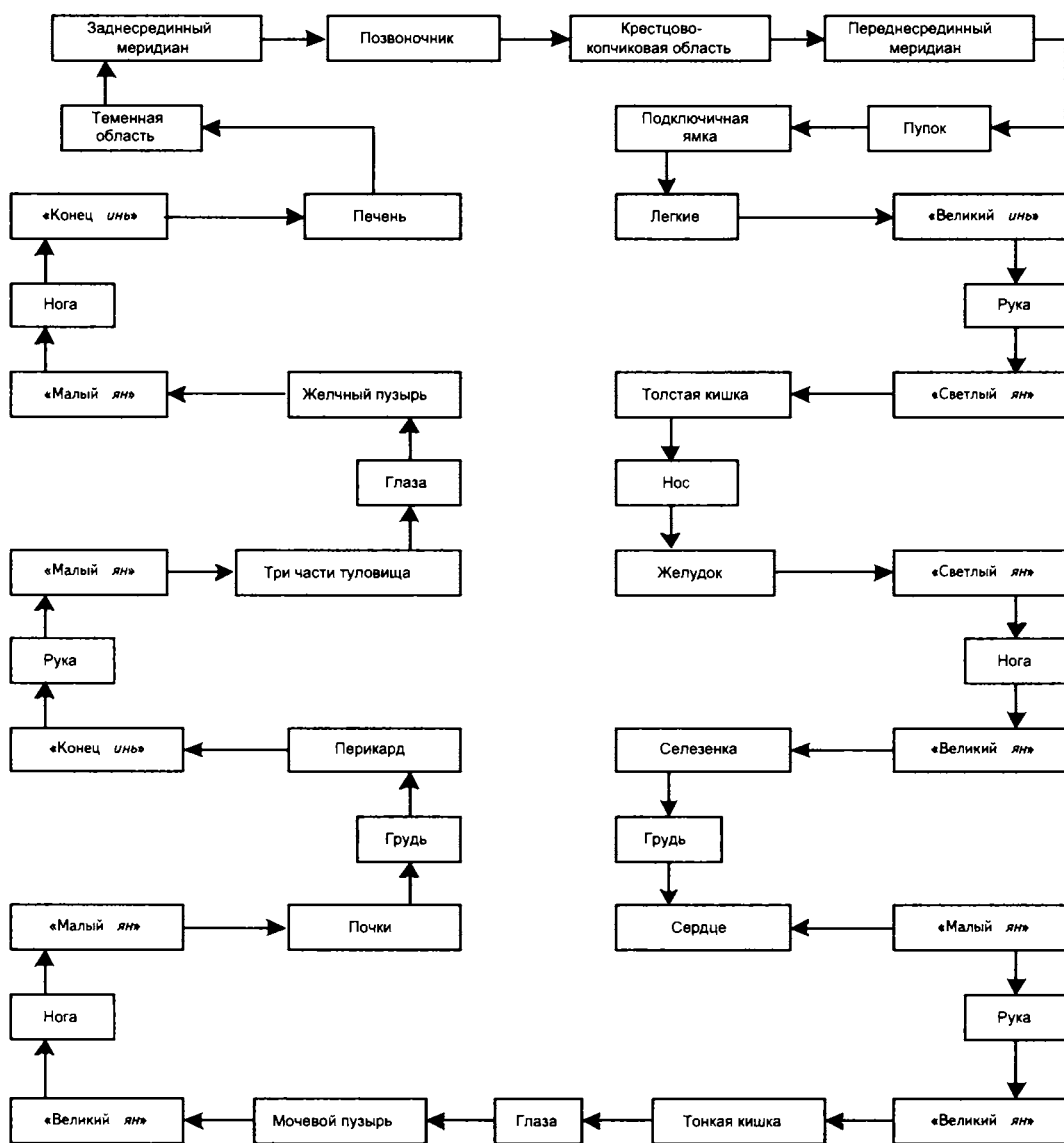 Заднесрединный
меридиан
Позвоночник
Крестцово-
копчиковая область
Переднесрединный
меридиан
Теменная
область
Подключичная
ямка
Пупок
«Конец инь»
Печень
Легкие
«Великий инь»
Нога
Рука
«Малый ян»
Желчный пузырь
Толстая кишка
«Светлый ян»
Глаза
Нос
«Малый ян»
Три части туловища
Желудок
«Светлый ян»
Рука
Нога
«Конец инь»
Перикард
Селезенка
«Великий ян»
Грудь
Грудь
«Малый ян»
Почки
Сердце
«Малый ян»
Нога
Рука
«Великий ян»
Мочевой пузырь
Глаза
Тонкая кишка
«Великий ян»